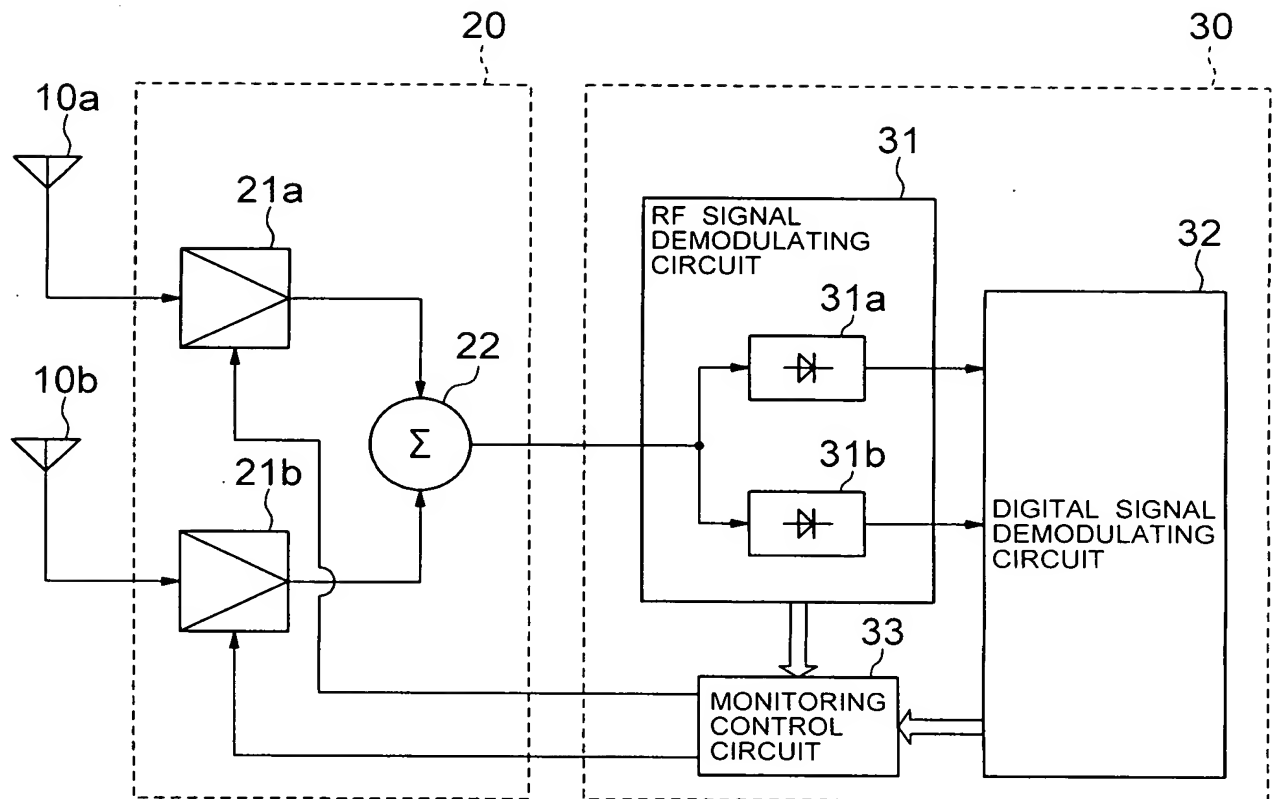 20
30
10a
21a
31
RF SIGNAL
DEMODULATING
CIRCUIT
32
31a
22
Σ
10b
21b
31b
DIGITAL SIGNAL
DEMODULATING
CIRCUIT
33
MONITORING
CONTROL
CIRCUIT